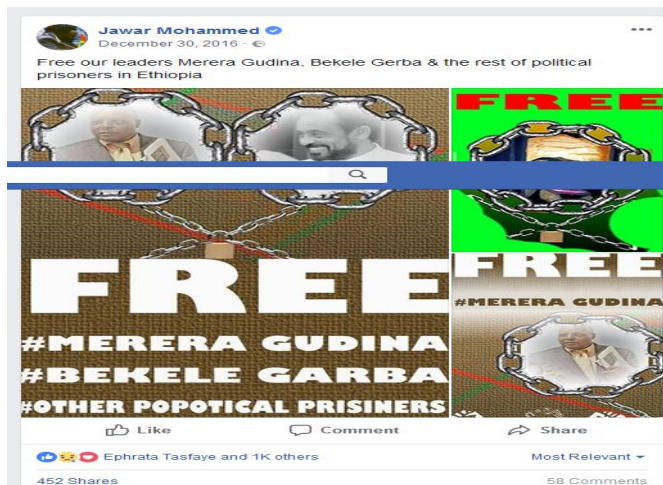 Jawar Mohammed
December 30, 2016 ·
Free our leaders Merera Gudina, Bekele Gerba & the rest of political
prisoners in Ethiopia
FREE
FREE
#MERERA GUDINA
#BEKELE GARBA
#OTHER POPOTICAL PRISINERS
FREE
#MERERA GUDINA
Like
Comment
Share
Ephrata Tasfaye and 1K others
Most Relevant
452 Shares
58 Comments